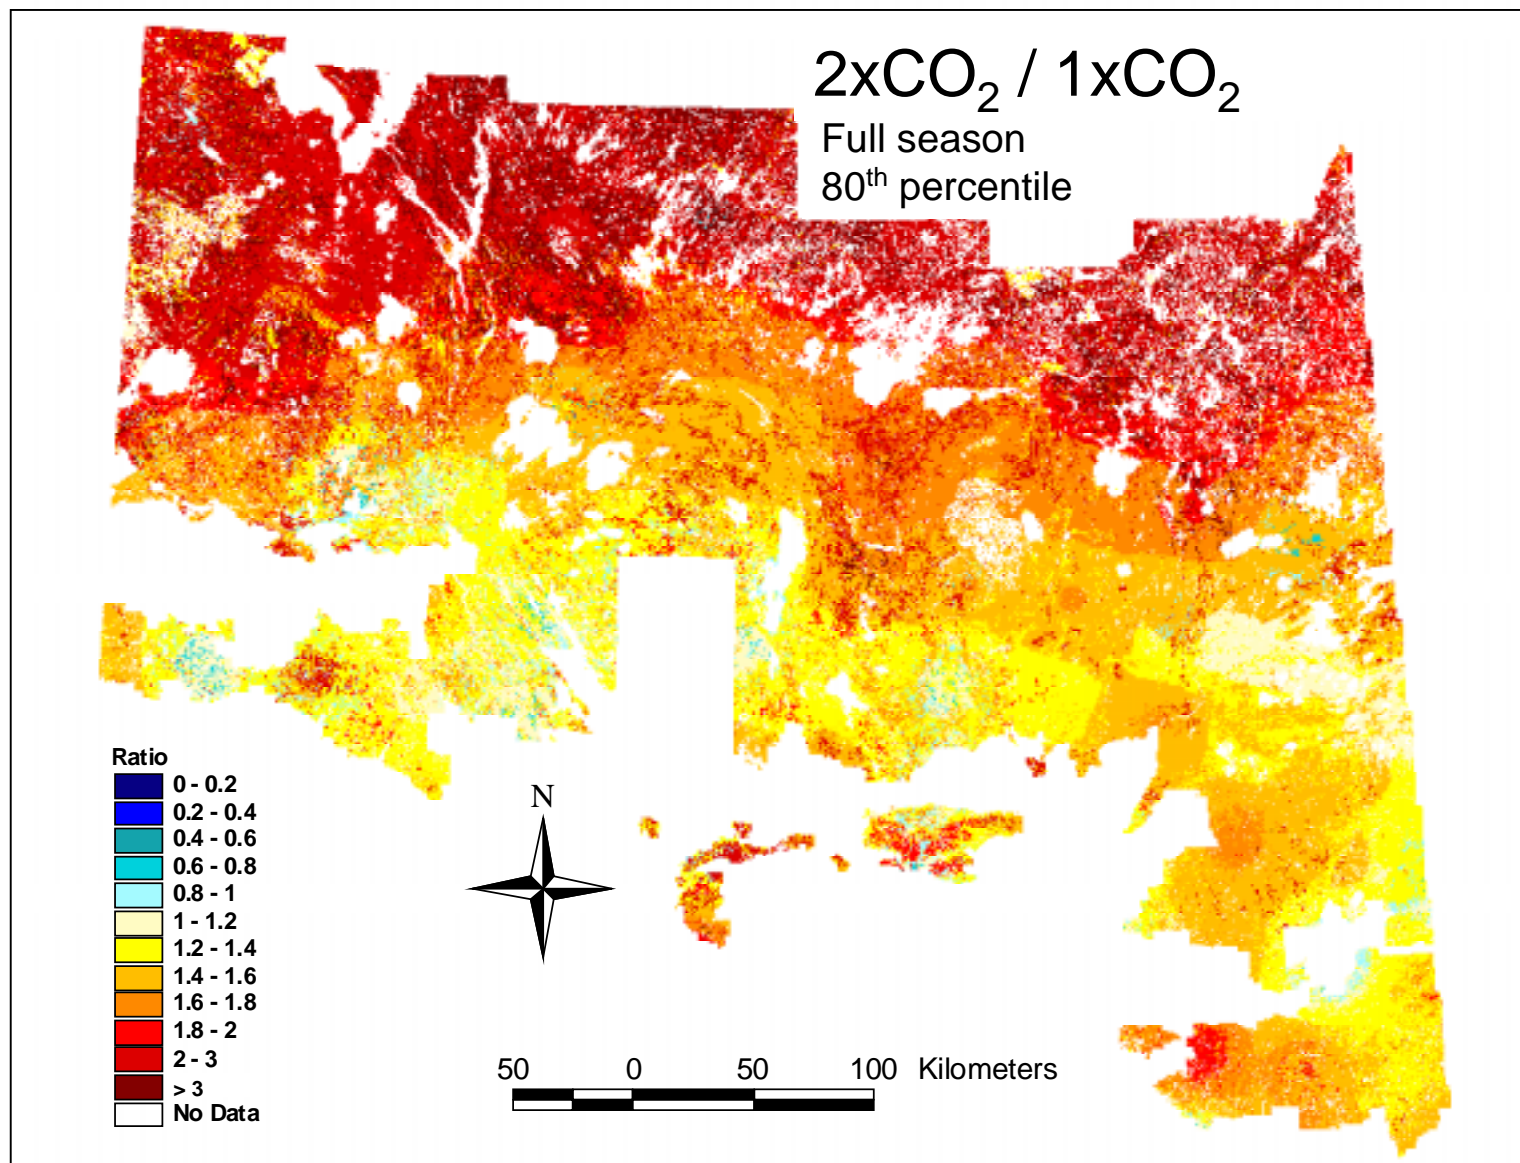 2xCO₂ / 1xCO₂
Full season
80th percentile
Ratio
0 - 0.2
0.2 - 0.4
0.4 - 0.6
0.6 - 0.8
0.8 - 1
1 - 1.2
1.2 - 1.4
1.4 - 1.6
1.6 - 1.8
1.8 - 2
2 - 3
> 3
No Data
N
50 0 50 100 Kilometers